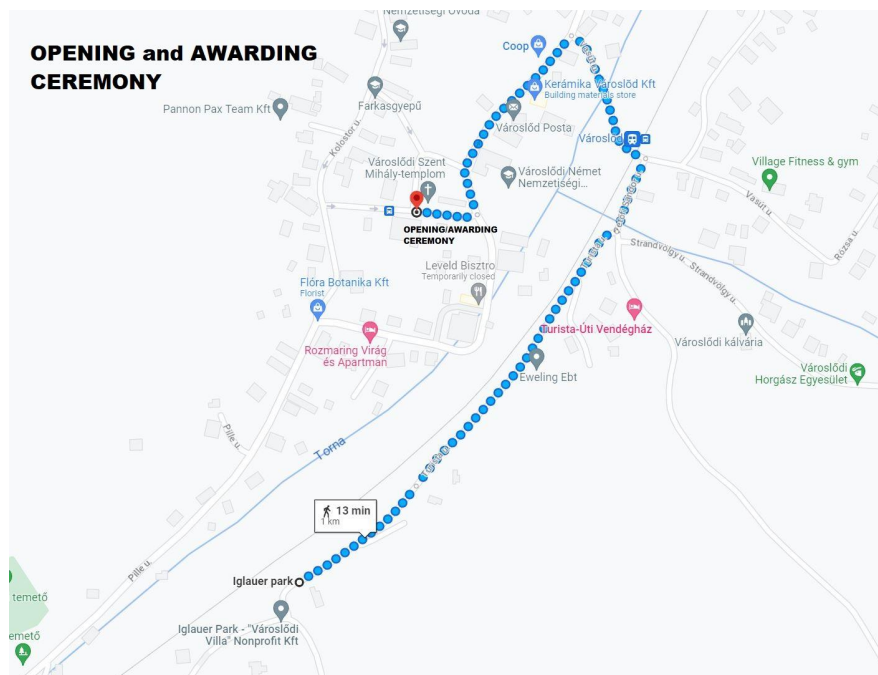 Nemzetiségi Óvoda
OPENING and AWARDING
CEREMONY
Coop
Kerámika Városlőd Kft
Building materials store
Farkasgyepű
Pannon Pax Team Kft
Városlőd Posta
Kolostor u.
Városlőd
Városlődi Szent
Mihály-templom
Városlődi Német
Nemzetiségi...
Village Fitness & gym
Vasút u.
OPENING/AWARDING
CEREMONY
Rózsa u.
Strandvölgy u.
Strandvölgy u.
Leveld Bisztro
Temporarily closed
Flóra Botanika Kft
Florist
Turista-Úti Vendégház
Városlődi kálvária
Rozmaring Virág
és Apartman
Városlődi
Horgász Egyesület
Eweling Ebt
Pille u.
Torna
13 min
1 km
Pille u.
Iglauer park
temető
emető
Iglauer Park - "Városlődi
Villa" Nonprofit Kft